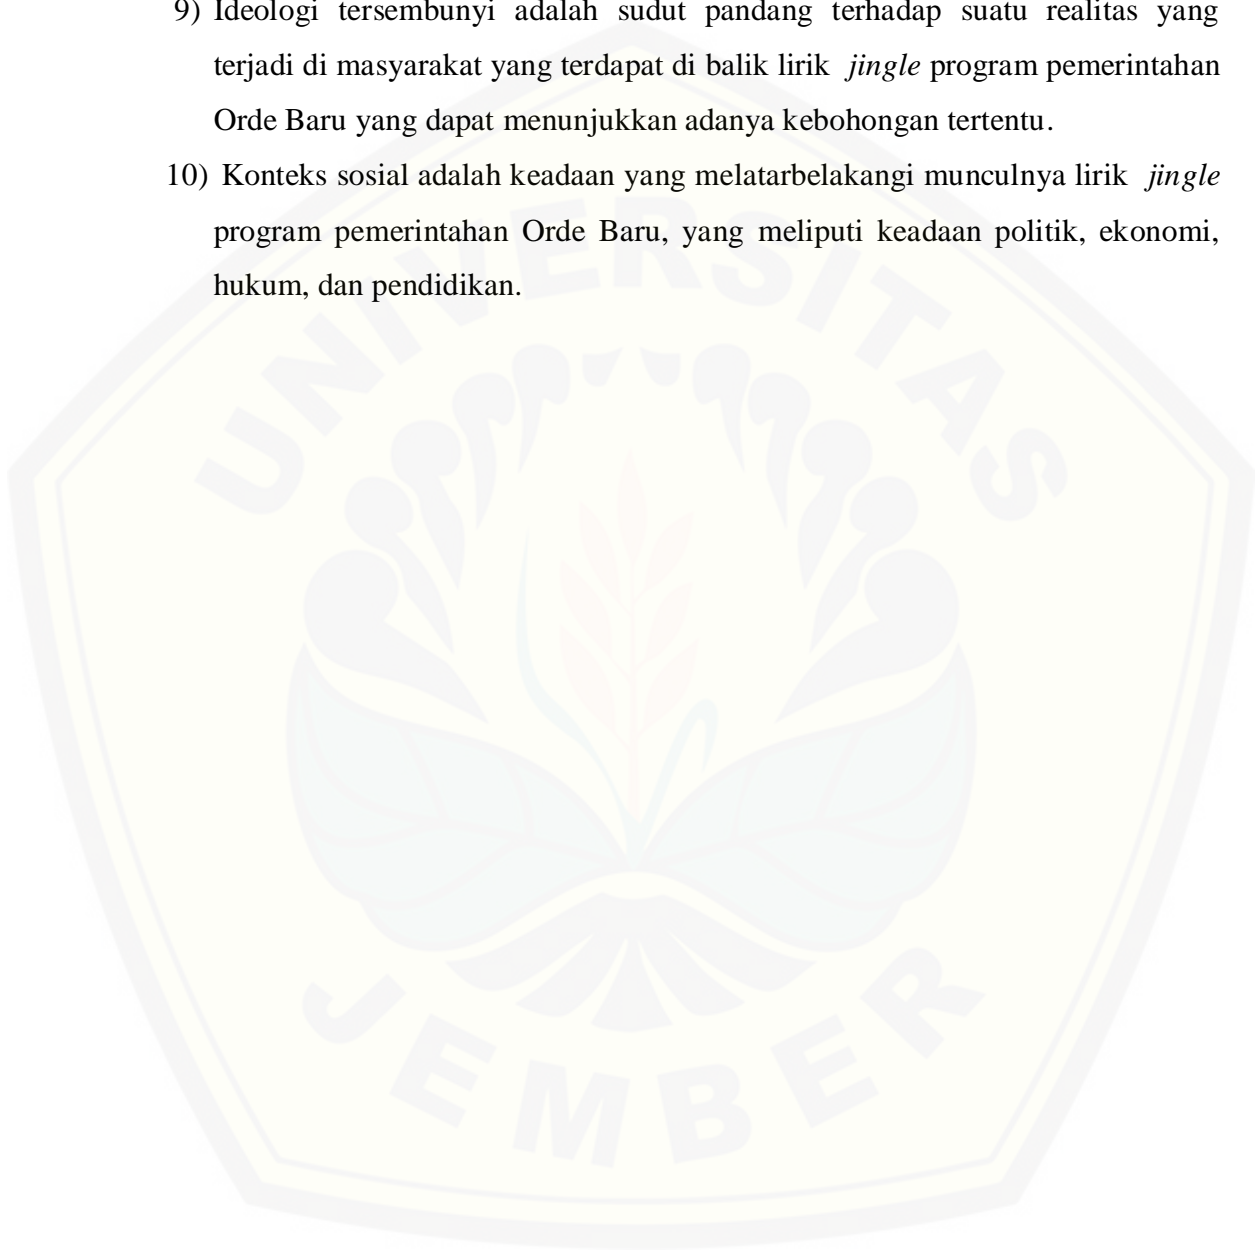 9) Ideologi tersembunyi adalah sudut pandang terhadap suatu realitas yang
terjadi di masyarakat yang terdapat di balik lirik jingle program pemerintahan
Orde Baru yang dapat menunjukkan adanya kebohongan tertentu.
10) Konteks sosial adalah keadaan yang melatarbelakangi munculnya lirik jingle
program pemerintahan Orde Baru, yang meliputi keadaan politik, ekonomi,
hukum, dan pendidikan.
UNIVERSITAS
JEMBER